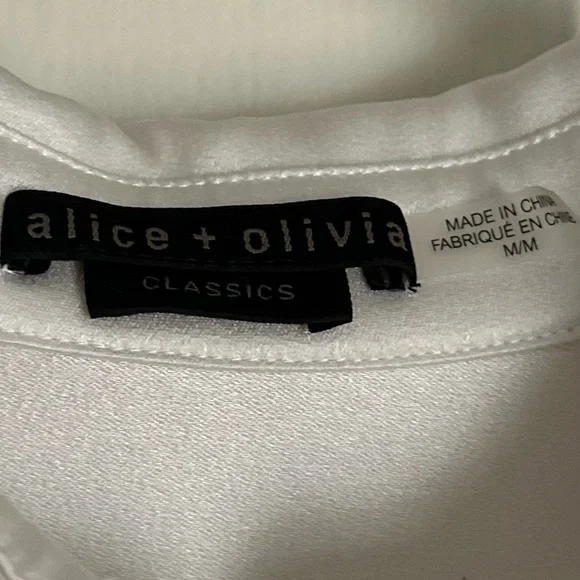 alice + olivia
CLASSICS
MADE IN CHINA
FABRIQUÉ EN CHINE
M/M